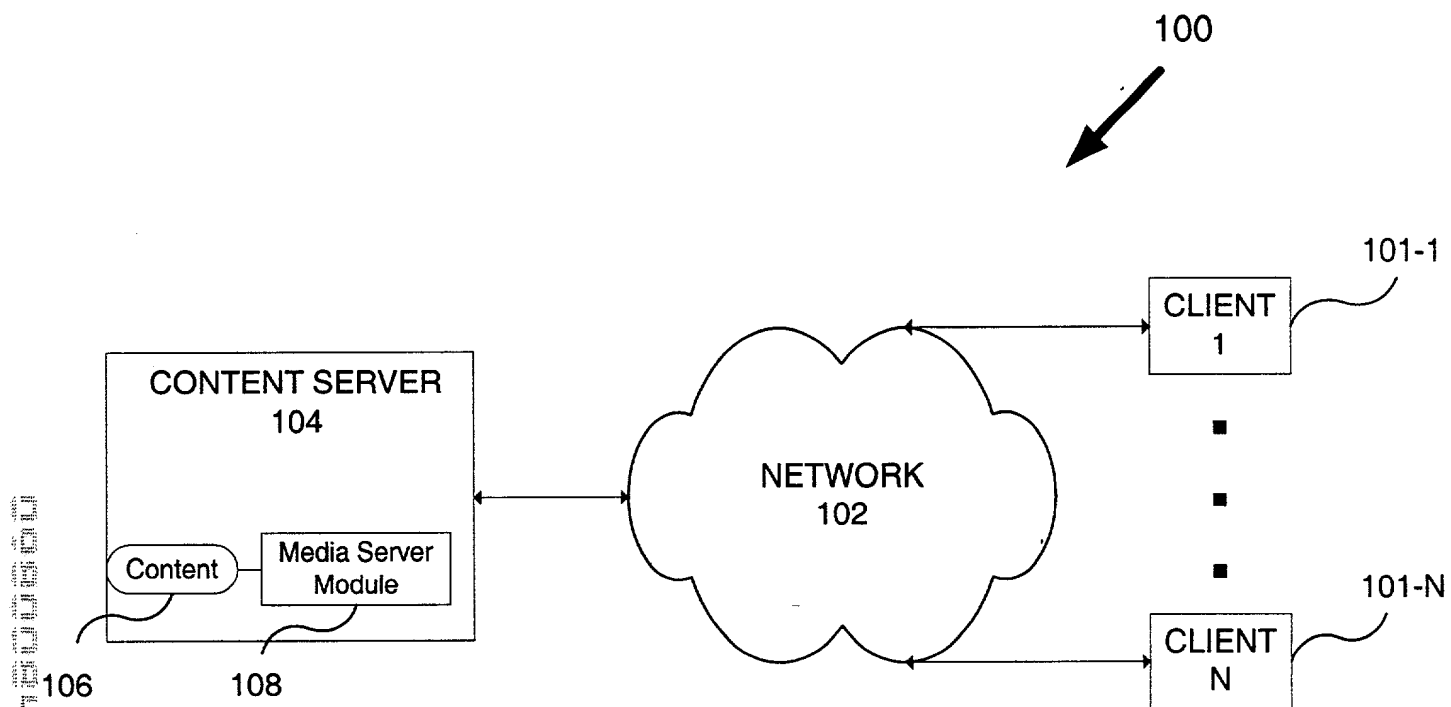 100
101-1
CLIENT
1
CONTENT SERVER
104
NETWORK
102
Content
Media Server
Module
101-N
CLIENT
N
106
108